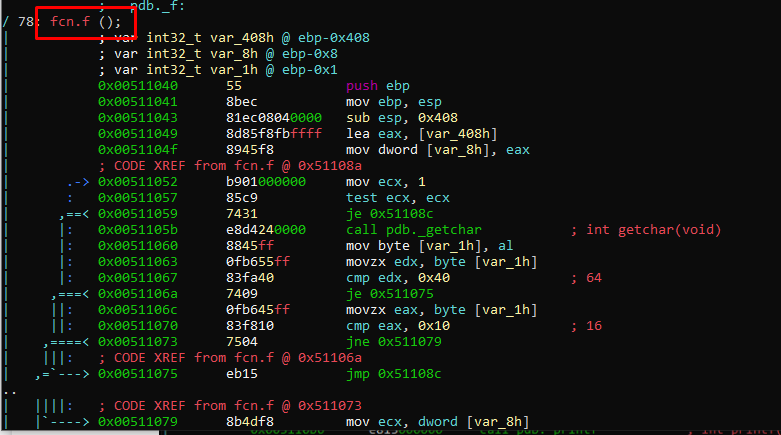 ; pdb._f:
/ 78: fcn.f ();
| ; var int32_t var_408h @ ebp-0x408
| ; var int32_t var_8h @ ebp-0x8
| ; var int32_t var_1h @ ebp-0x1
| 0x00511040 55 push ebp
| 0x00511041 8bec mov ebp, esp
| 0x00511043 81ec08040000 sub esp, 0x408
| 0x00511049 8d85f8fbffff lea eax, [var_408h]
| 0x0051104f 8945f8 mov dword [var_8h], eax
| ; CODE XREF from fcn.f @ 0x51108a
| .-> 0x00511052 b901000000 mov ecx, 1
| : 0x00511057 85c9 test ecx, ecx
| ,==< 0x00511059 7431 je 0x51108c
| |: 0x0051105b e8d4240000 call pdb._getchar ; int getchar(void)
| |: 0x00511060 8845ff mov byte [var_1h], al
| |: 0x00511063 0fb655ff movzx edx, byte [var_1h]
| |: 0x00511067 83fa40 cmp edx, 0x40 ; 64
| ,===< 0x0051106a 7409 je 0x511075
| ||: 0x0051106c 0fb645ff movzx eax, byte [var_1h]
| ||: 0x00511070 83f810 cmp eax, 0x10 ; 16
| ,====< 0x00511073 7504 jne 0x511079
| |||: ; CODE XREF from fcn.f @ 0x51106a
| ,=`---> 0x00511075 eb15 jmp 0x51108c
..
| ||||: ; CODE XREF from fcn.f @ 0x511073
| |`----> 0x00511079 8b4df8 mov ecx, dword [var_8h]